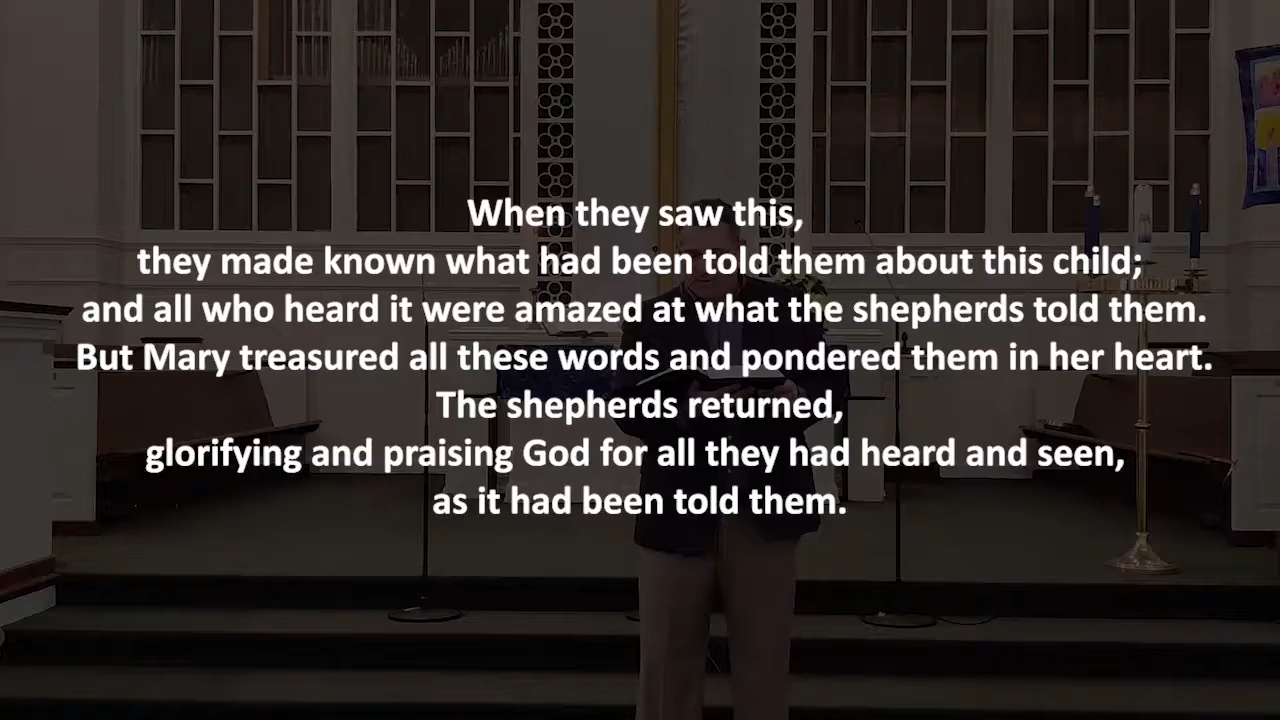 When they saw this,
they made known what had been told them about this child;
and all who heard it were amazed at what the shepherds told them.
But Mary treasured all these words and pondered them in her heart.
The shepherds returned,
glorifying and praising God for all they had heard and seen,
as it had been told them.